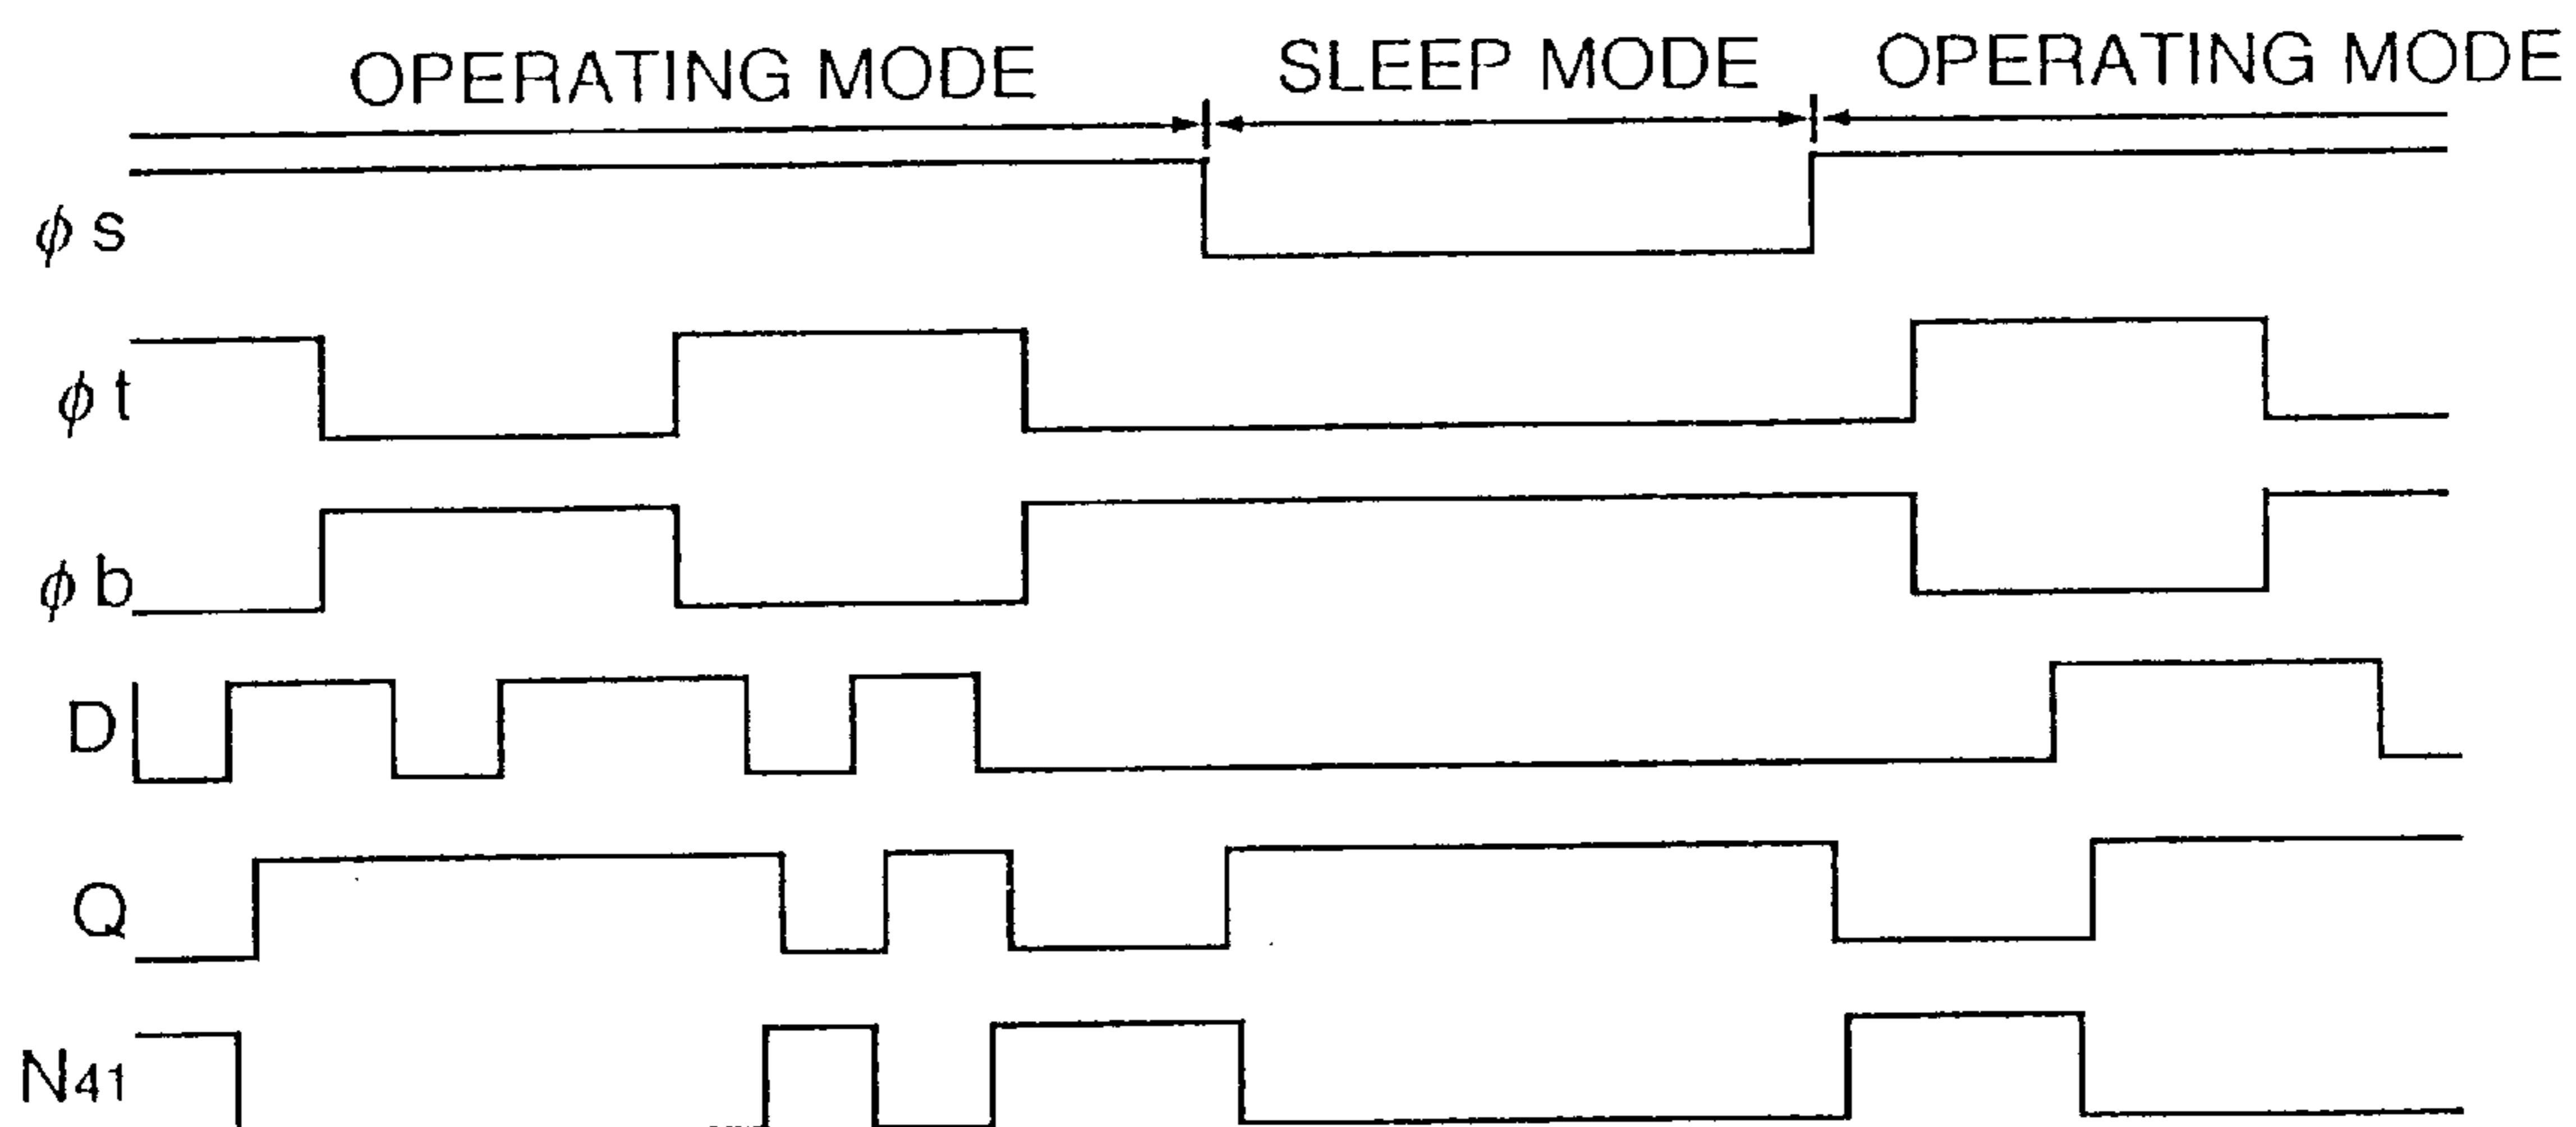 OPERATING MODE SLEEP MODE OPERATING MODE
ϕ s
ϕ t
ϕ b
D
Q
N41